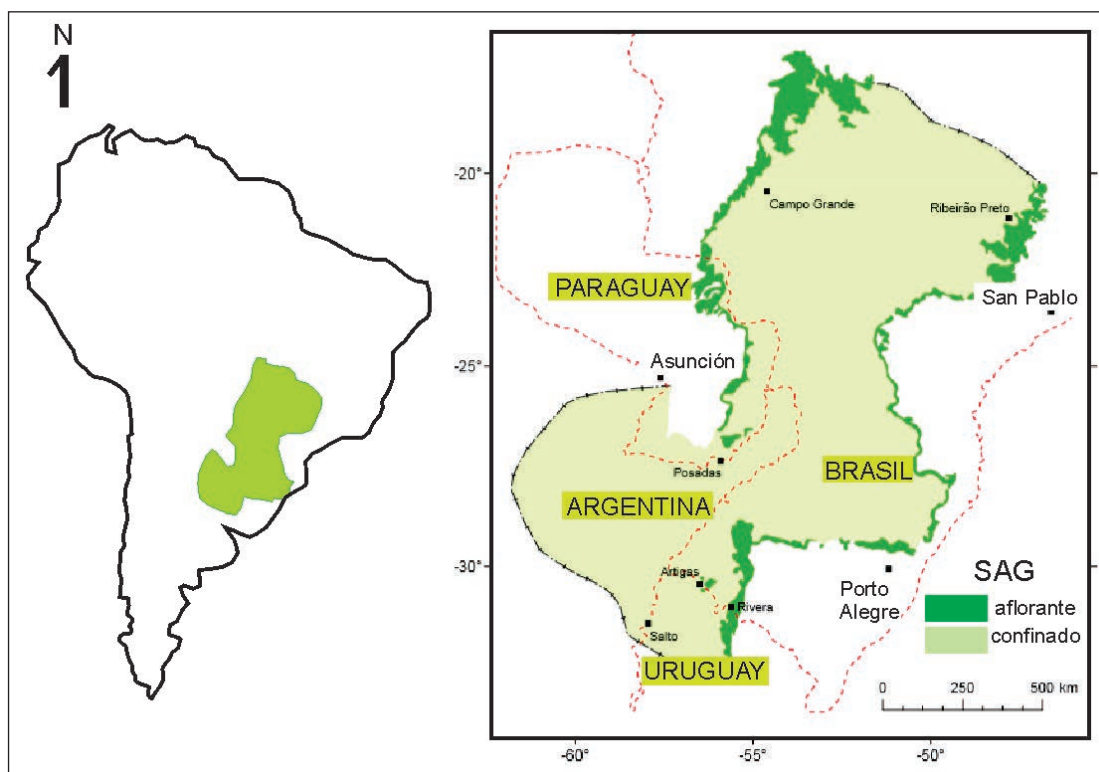 N
-20°
-25°
-30°
Campo Grande
Ribeirão Preto
PARAGUAY
San Pablo
Asunción
Posadas
BRASIL
ARGENTINA
Artigas
Rivera
Salto
Porto
Alegre
URUGUAY
SAG
aflorante
confinado
0 250 500 km
-60° -55° -50°